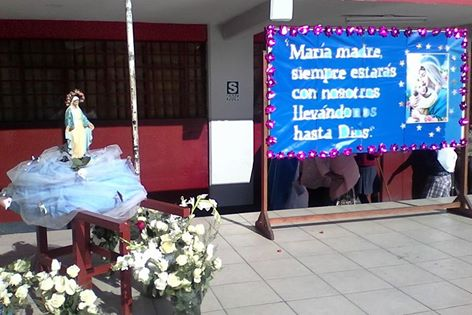 "María madre,
siempre estarás
con nosotros
llevándonos
hasta Dios."
S